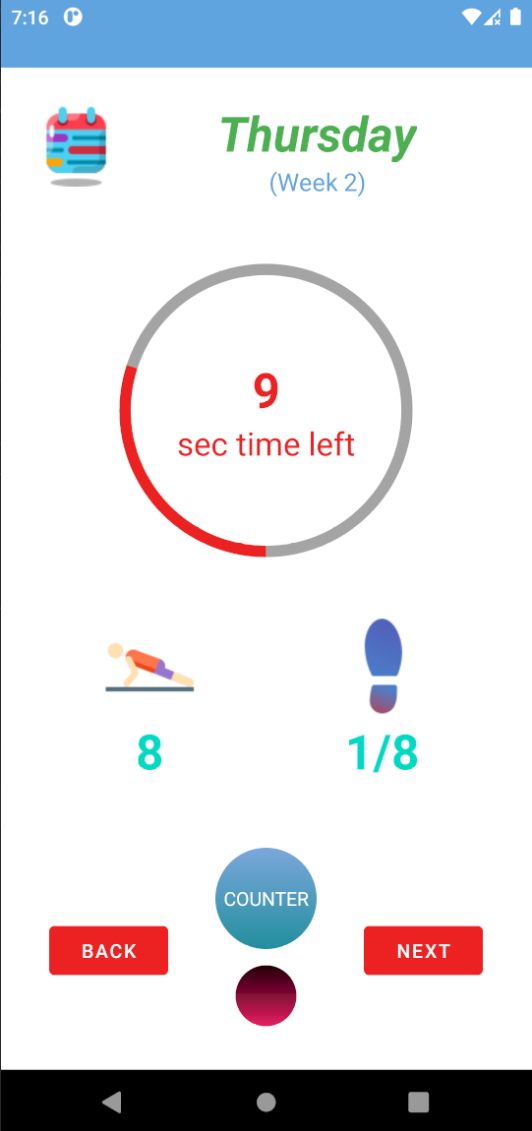 7:16
Thursday
(Week 2)
9
sec time left
8
1/8
COUNTER
BACK
NEXT